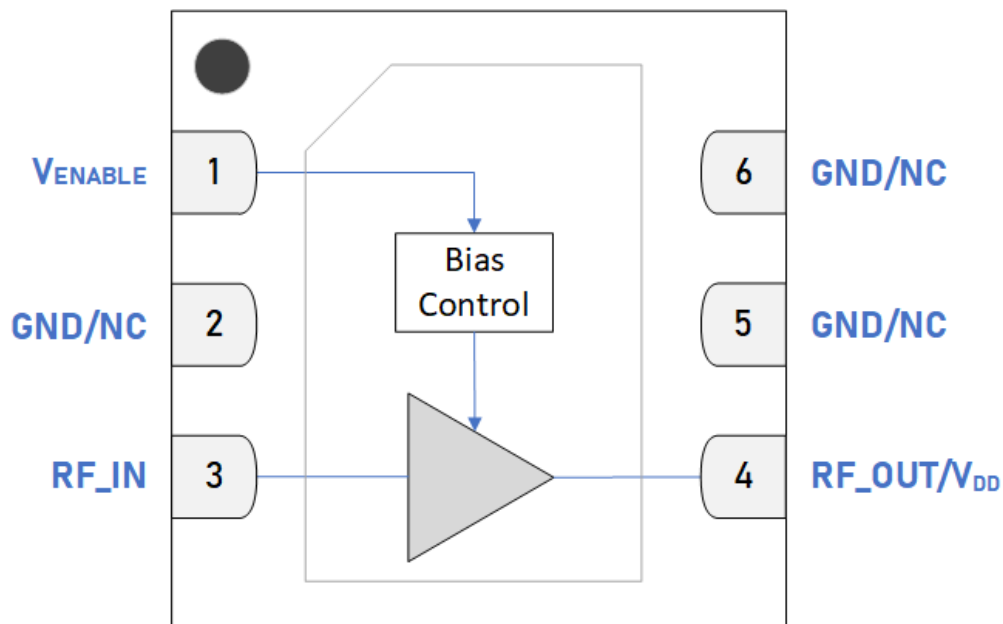 VENABLE 1 6 GND/NC
Bias
Control
GND/NC 2 5 GND/NC
RF_IN 3 4 RF_OUT/VDD